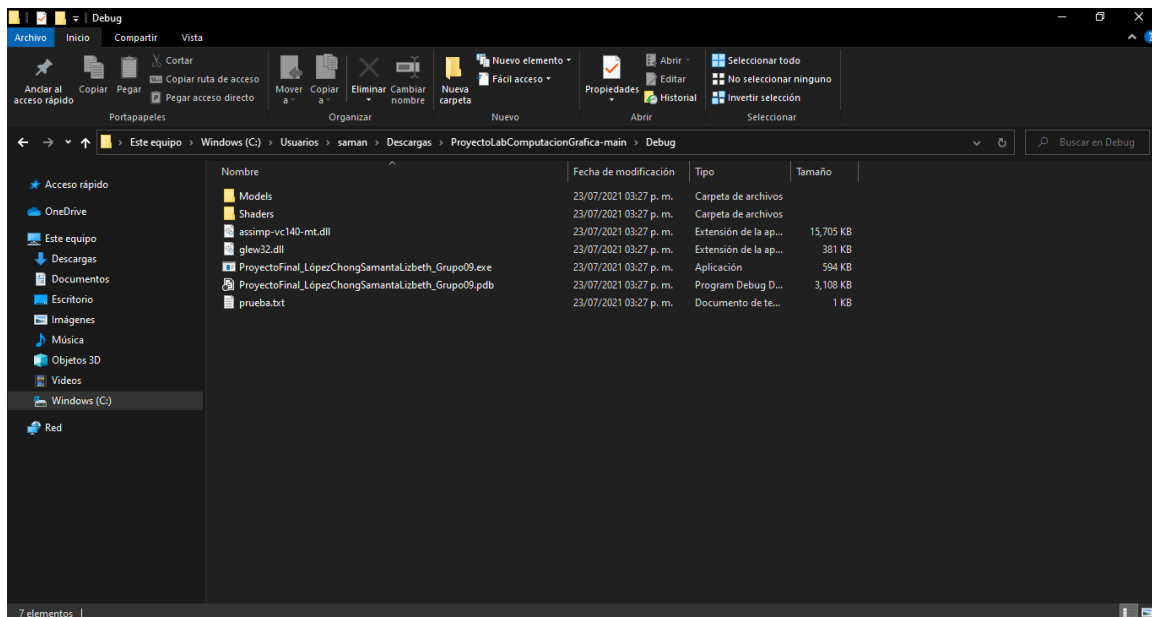 Debug
Archivo Inicio Compartir Vista
Anclar al acceso rápido
Copiar
Pegar
Cortar
Copiar ruta de acceso
Pegar acceso directo
Portapapeles
Mover a
Copiar a
Eliminar
Cambiar nombre
Organizar
Nueva carpeta
Nuevo elemento
Fácil acceso
Nuevo
Propiedades
Abrir
Editar
Historial
Abrir
Seleccionar todo
No seleccionar ninguno
Invertir selección
Seleccionar
Este equipo > Windows (C:) > Usuarios > saman > Descargas > ProyectoLabComputacionGrafica-main > Debug
Buscar en Debug
Acceso rápido
OneDrive
Este equipo
Descargas
Documentos
Escritorio
Imágenes
Música
Objetos 3D
Videos
Windows (C:)
Red
Nombre Fecha de modificación Tipo Tamaño
Models 23/07/2021 03:27 p. m. Carpeta de archivos
Shaders 23/07/2021 03:27 p. m. Carpeta de archivos
assimp-vc140-mt.dll 23/07/2021 03:27 p. m. Extensión de la ap... 15,705 KB
glew32.dll 23/07/2021 03:27 p. m. Extensión de la ap... 381 KB
ProyectoFinal_LópezChongSamantaLizbeth_Grupo09.exe 23/07/2021 03:27 p. m. Aplicación 594 KB
ProyectoFinal_LópezChongSamantaLizbeth_Grupo09.pdb 23/07/2021 03:27 p. m. Program Debug D... 3,108 KB
prueba.txt 23/07/2021 03:27 p. m. Documento de te... 1 KB
7 elementos